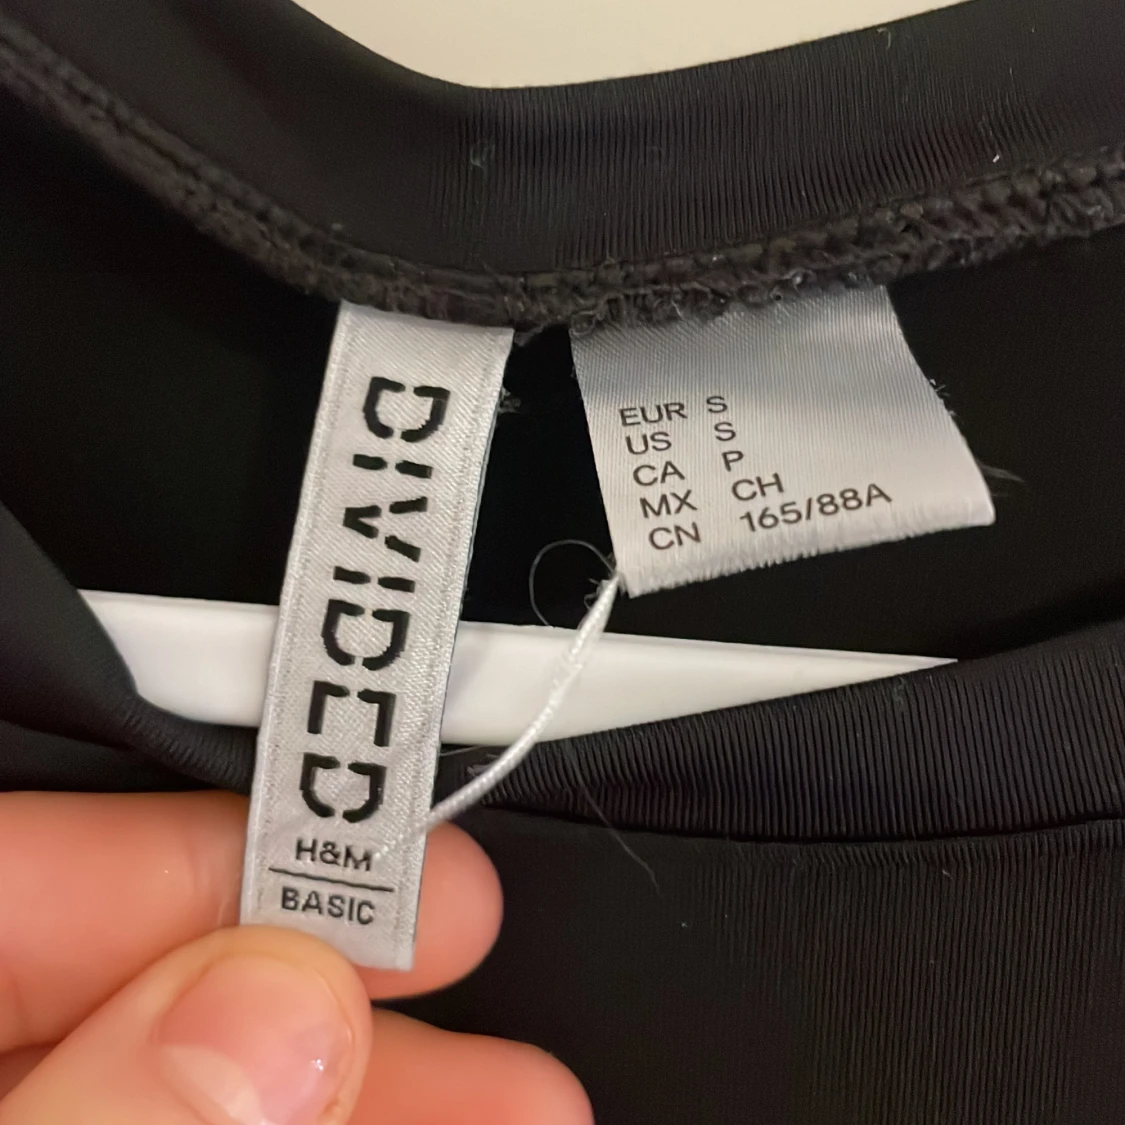 DIVIDED
H&M
BASIC
EUR S
US S
CA P
MX CH
CN 165/88A